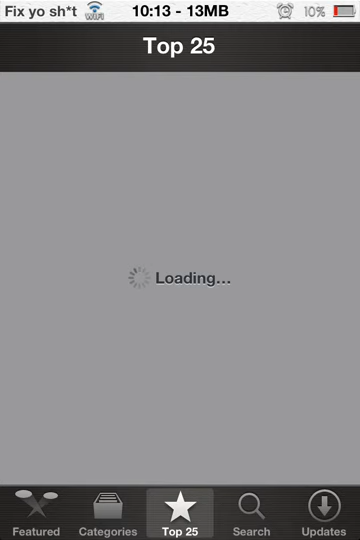 Fix yo sh*t WiFi 10:13 - 13MB 10%
Top 25
Loading...
Featured Categories Top 25 Search Updates